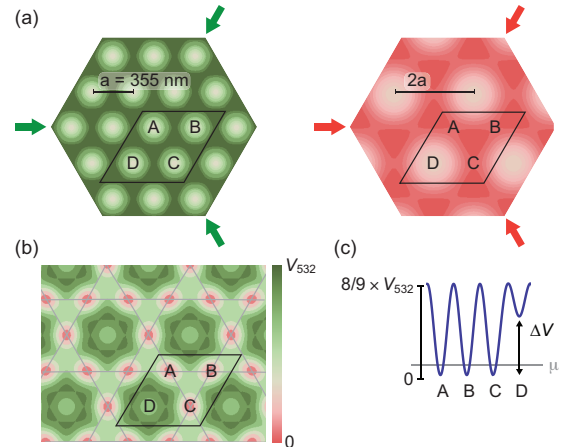 (a)
a = 355 nm
A B
D C
2a
A B
D C
(b)
V532
0
A B
D C
(c)
8/9 × V532
0
ΔV
μ
A B C D